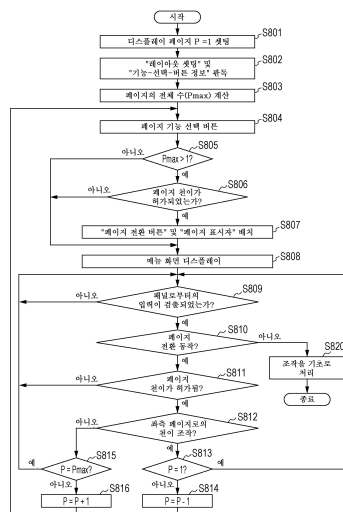 시작
S801
디스플레이 페이지 P =1 셋팅
S802
"레이아웃 셋팅" 및
"기능-선택-버튼 정보" 판독
S803
페이지의 전체 수(Pmax) 계산
S804
페이지 기능 선택 버튼
S805
아니오
Pmax > 1?
예
S806
아니오
페이지 천이가
허가되었는가?
예
S807
"페이지 전환 버튼" 및 "페이지 표시자" 배치
S808
메뉴 화면 디스플레이
S809
아니오
패널로부터의
입력이 검출되었는가?
예
S810
페이지
전환 동작?
아니오
예
S820
조작을 기초로
처리
종료
S811
아니오
페이지
천이가 허가됨?
예
S812
아니오
좌측 페이지로의
천이 조작?
예
S815
예
P = Pmax?
아니오
S816
P = P + 1
S813
P = 1?
예
아니오
S814
P = P - 1